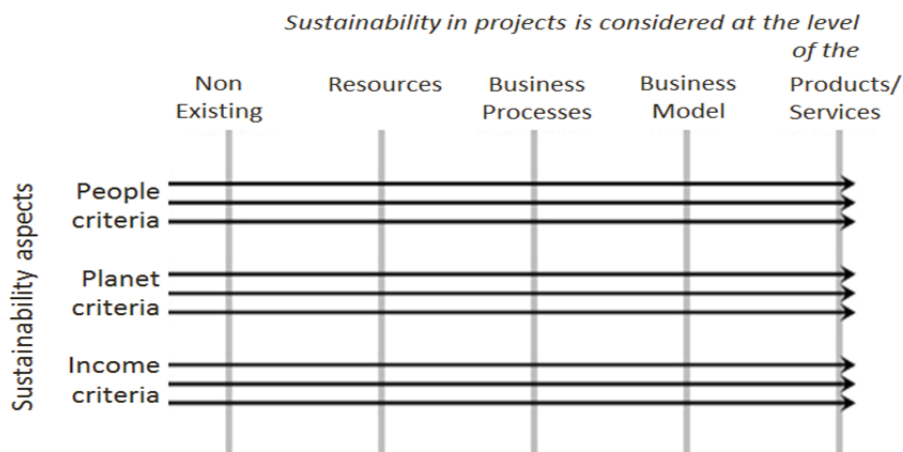 Sustainability in projects is considered at the level
of the
Non
Existing
Resources
Business
Processes
Business
Model
Products/
Services
Sustainability aspects
People
criteria
Planet
criteria
Income
criteria